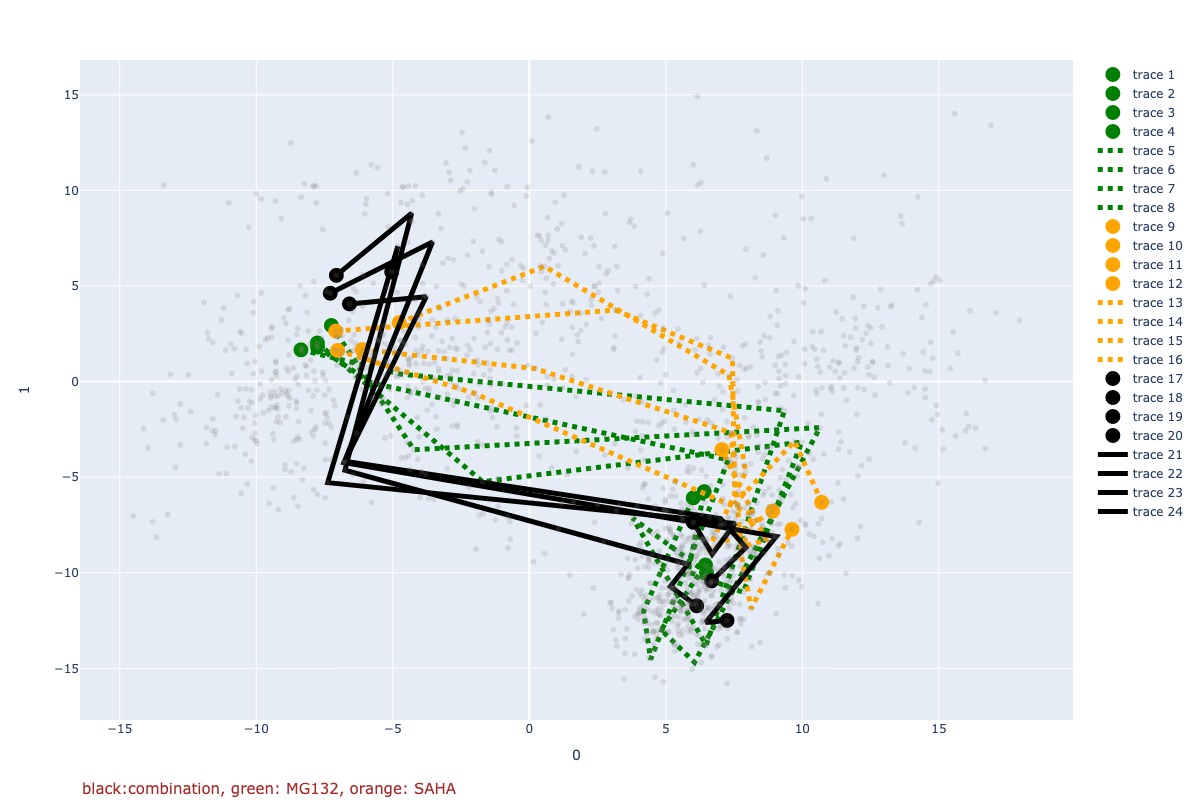 15
10
5
0
−5
−10
−15
−15 −10 −5 0 5 10 15
0
1
trace 1
trace 2
trace 3
trace 4
trace 5
trace 6
trace 7
trace 8
trace 9
trace 10
trace 11
trace 12
trace 13
trace 14
trace 15
trace 16
trace 17
trace 18
trace 19
trace 20
trace 21
trace 22
trace 23
trace 24
black:combination, green: MG132, orange: SAHA